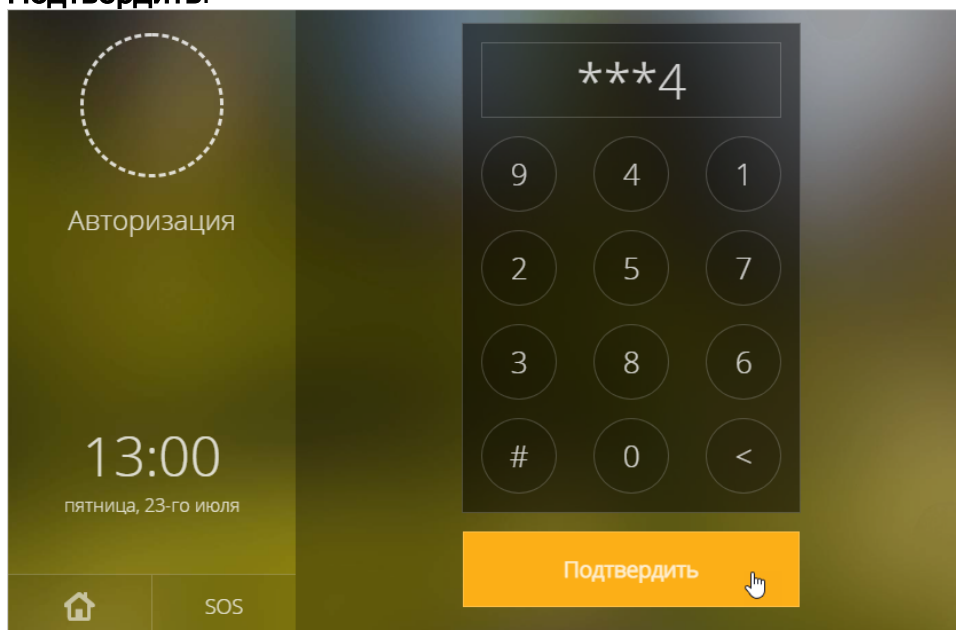 Подтвердить.
Авторизация
13:00
пятница, 23-го июля
SOS
***4
9 4 1
2 5 7
3 8 6
# 0 <
Подтвердить